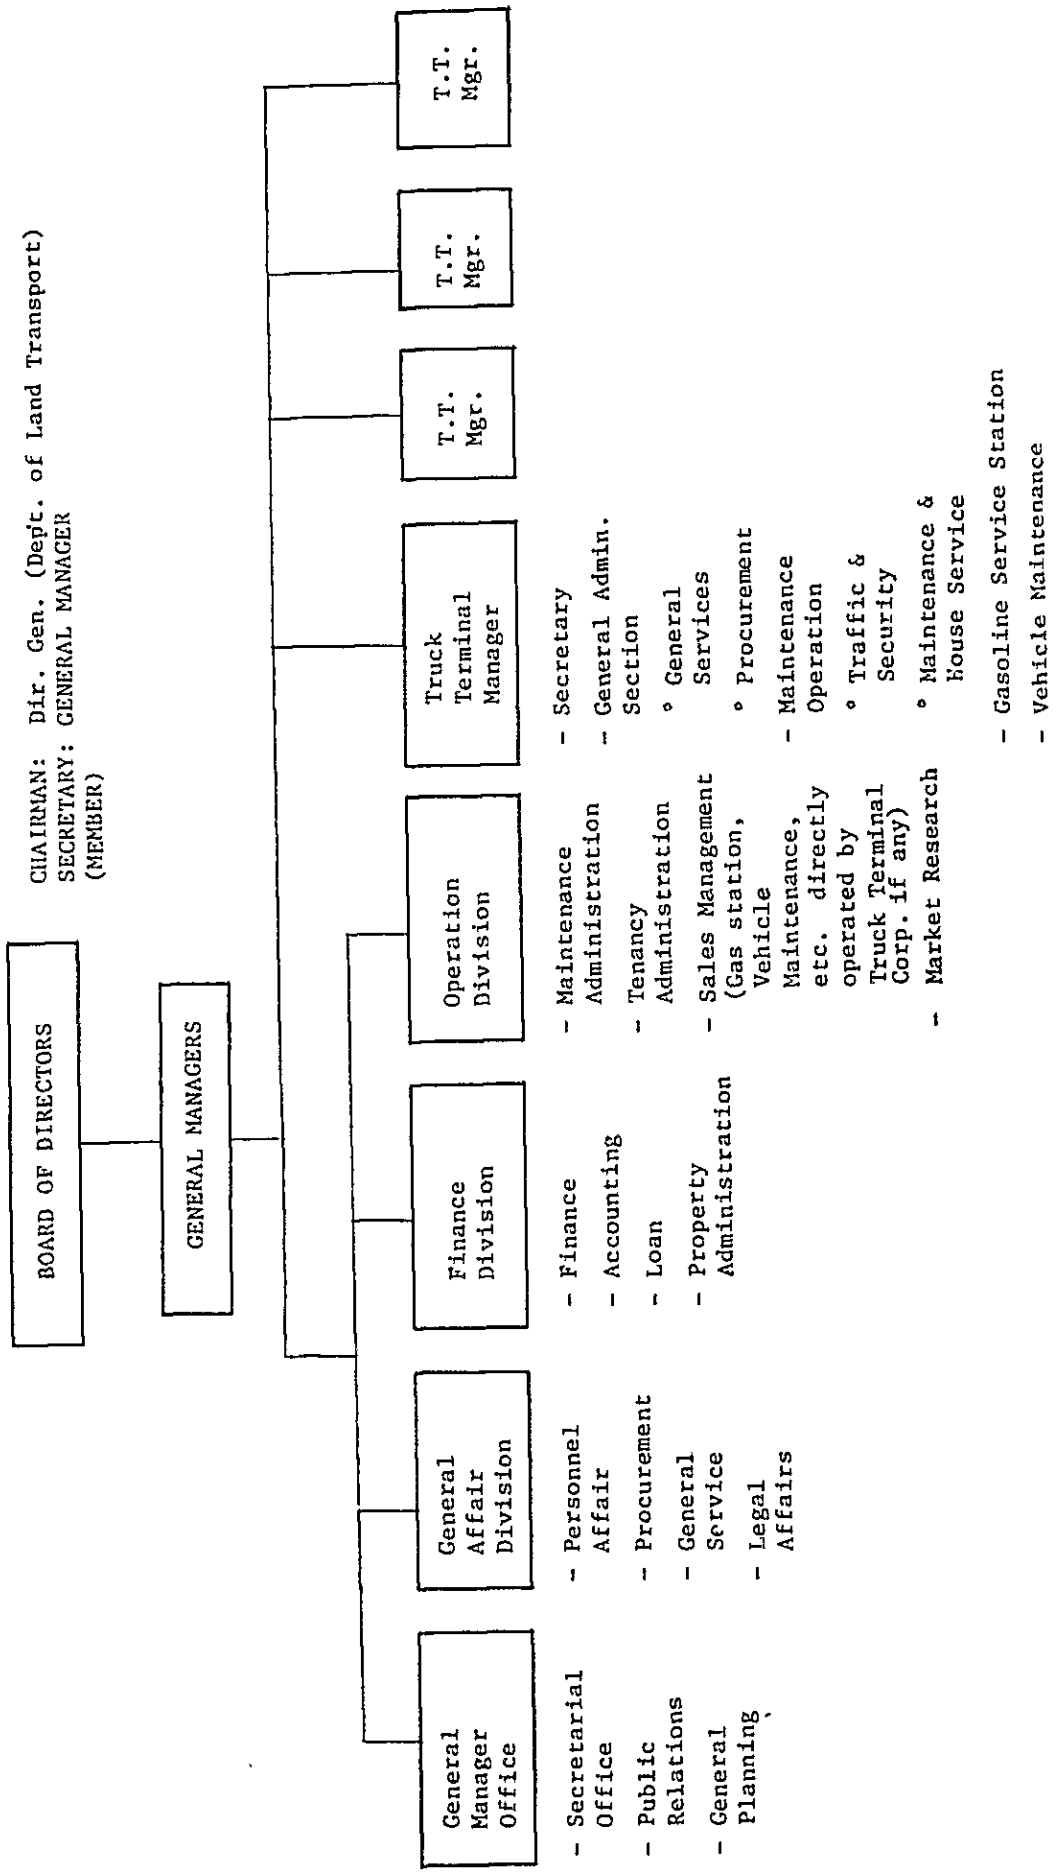 CHAIRMAN: Dir. Gen. (Dept. of Land Transport)
SECRETARY: GENERAL MANAGER
(MEMBER)
BOARD OF DIRECTORS
GENERAL MANAGERS
General
Manager
Office
- Secretarial
Office
- Public
Relations
- General
Planning
General
Affair
Division
- Personnel
Affair
- Procurement
- General
Service
- Legal
Affairs
Finance
Division
- Finance
- Accounting
- Loan
- Property
Administration
Operation
Division
- Maintenance
Administration
- Tenancy
Administration
- Sales Management
(Gas station,
Vehicle
Maintenance,
etc. directly
operated by
Truck Terminal
Corp. if any)
- Market Research
Truck
Terminal
Manager
- Secretary
- General Admin.
Section
° General
Services
° Procurement
- Maintenance
Operation
° Traffic &
Security
° Maintenance &
House Service
- Gasoline Service Station
- Vehicle Maintenance
T.T.
Mgr.
T.T.
Mgr.
T.T.
Mgr.